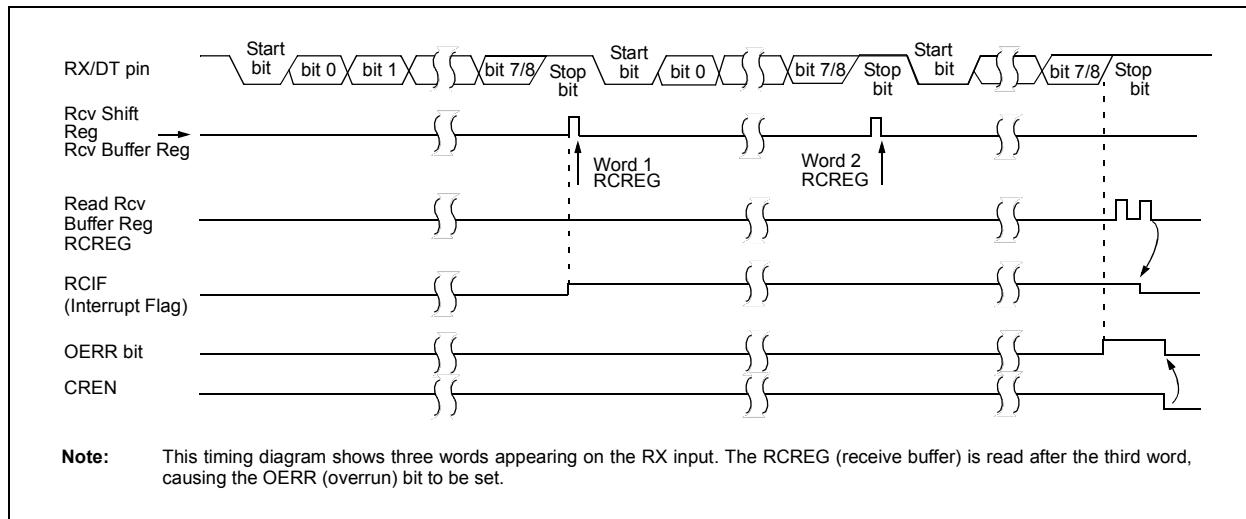 RX/DT pin
Start bit
bit 0
bit 1
bit 7/8
Stop bit
Start bit
bit 0
bit 7/8
Stop bit
Start bit
bit 7/8
Stop bit
Rcv Shift
Reg
Rcv Buffer Reg
Word 1
RCREG
Word 2
RCREG
Read Rcv
Buffer Reg
RCREG
RCIF
(Interrupt Flag)
OERR bit
CREN
Note: This timing diagram shows three words appearing on the RX input. The RCREG (receive buffer) is read after the third word,
causing the OERR (overrun) bit to be set.